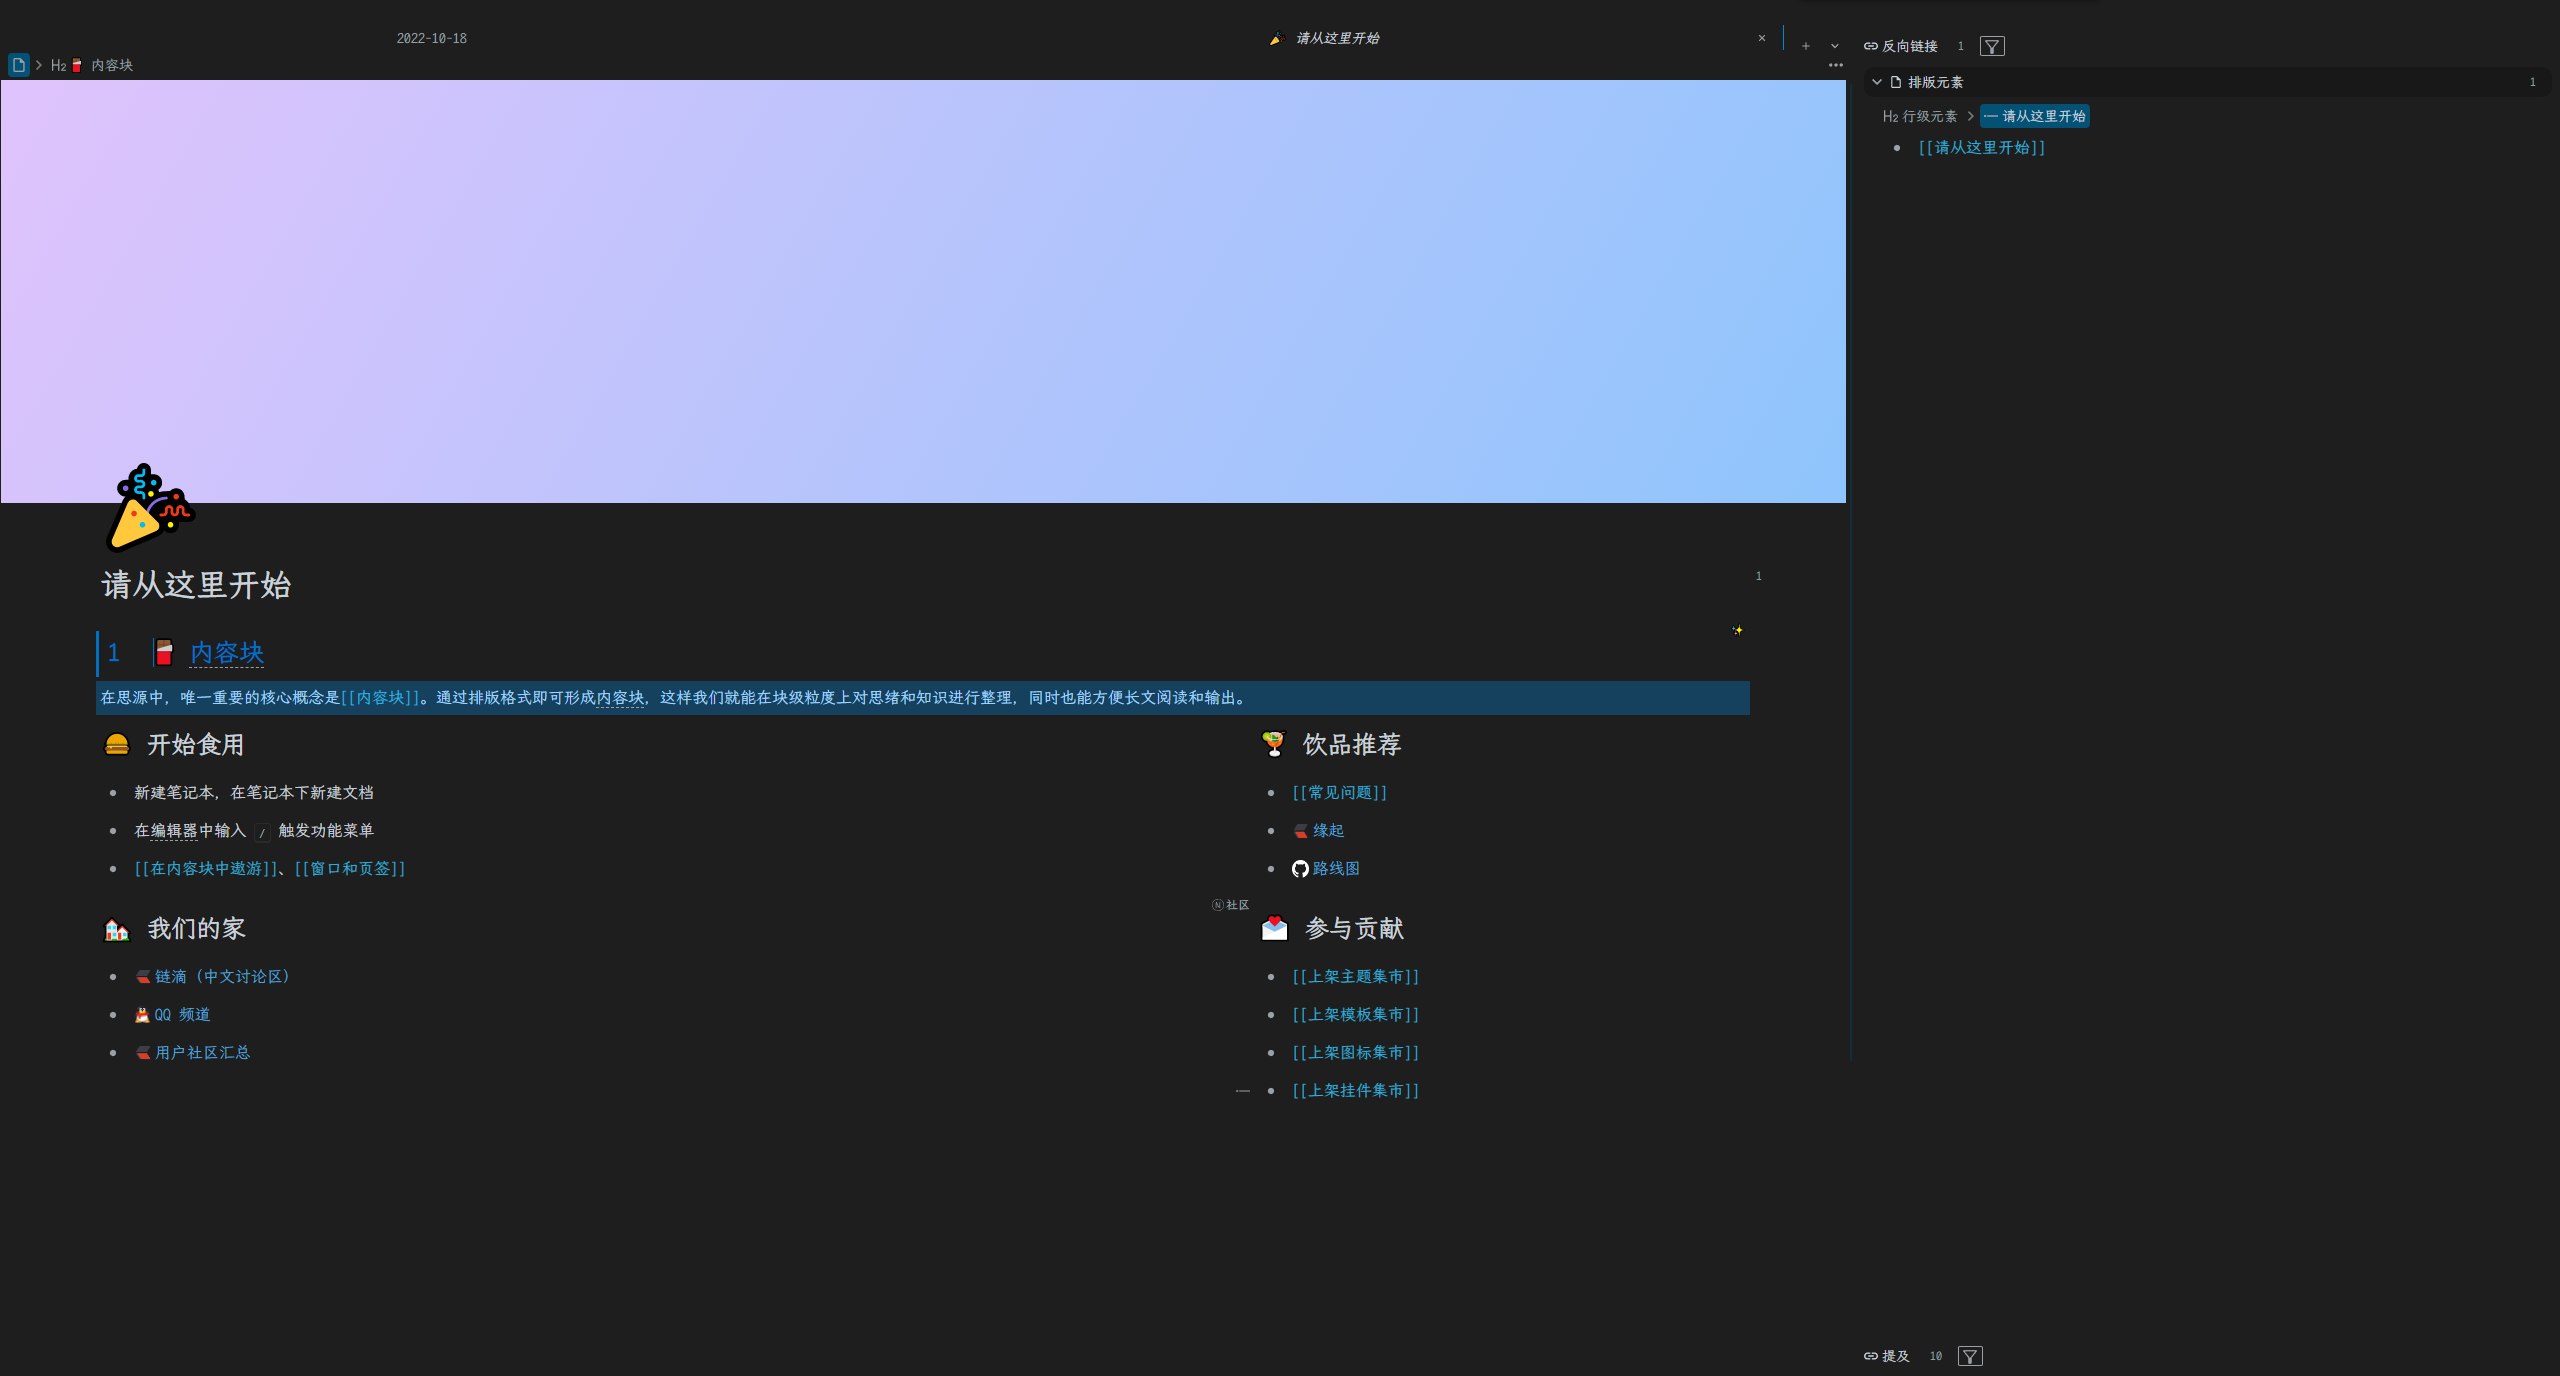 2022-10-18
请从这里开始
H2 内容块
请从这里开始
1
1 内容块
在思源中，唯一重要的核心概念是[[内容块]]。通过排版格式即可形成内容块，这样我们就能在块级粒度上对思绪和知识进行整理，同时也能方便长文阅读和输出。
开始食用
新建笔记本，在笔记本下新建文档
在编辑器中输入 / 触发功能菜单
[[在内容块中遨游]]、[[窗口和页签]]
饮品推荐
[[常见问题]]
缘起
路线图
我们的家
链滴（中文讨论区）
QQ 频道
用户社区汇总
N 社区
参与贡献
[[上架主题集市]]
[[上架模板集市]]
[[上架图标集市]]
[[上架挂件集市]]
反向链接 1
排版元素 1
H2 行级元素 > 请从这里开始
[[请从这里开始]]
提及 10